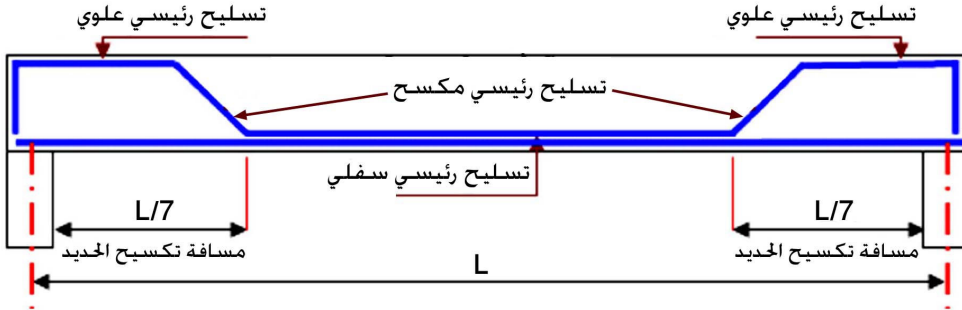 تسليح رئيسي علوي
تسليح رئيسي علوي
تسليح رئيسي مكسح
تسليح رئيسي سفلي
L/7
L/7
مسافة تكسيح الحديد
مسافة تكسيح الحديد
L